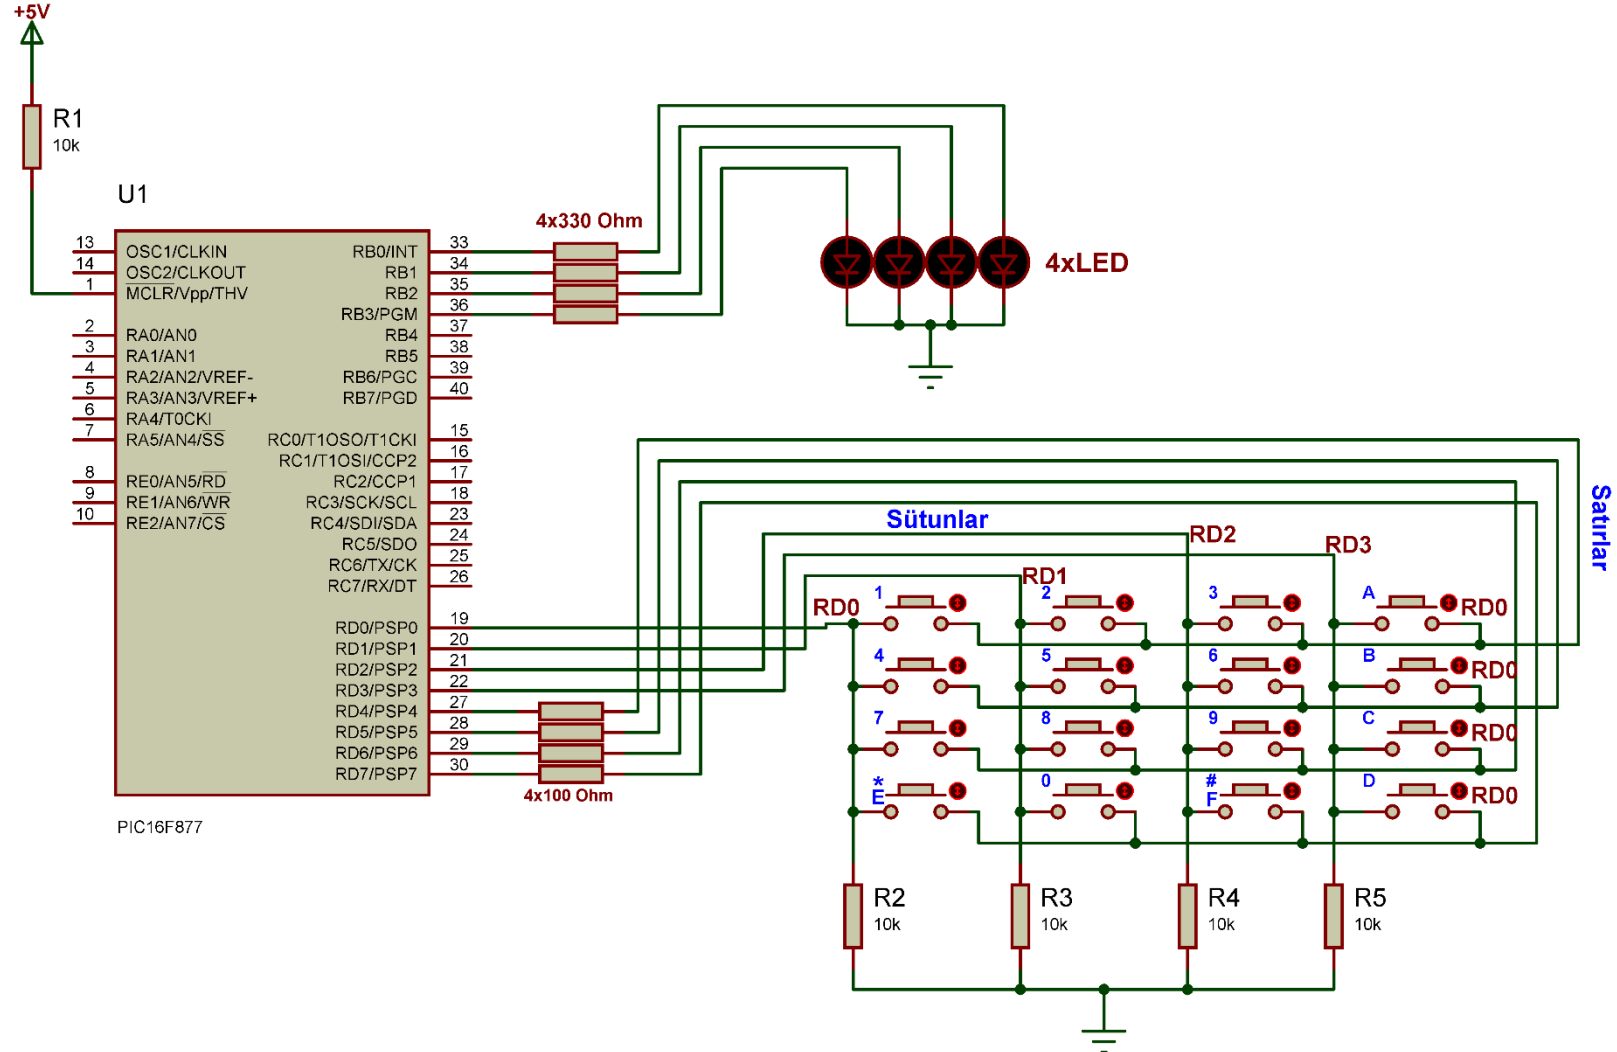 +5V
R1
10k
U1
13
OSC1/CLKIN
14
OSC2/CLKOUT
1
MCLR/Vpp/THV
2
RA0/AN0
3
RA1/AN1
4
RA2/AN2/VREF-
5
RA3/AN3/VREF+
6
RA4/T0CKI
7
RA5/AN4/SS
8
RE0/AN5/RD
9
RE1/AN6/WR
10
RE2/AN7/CS
RB0/INT
33
RB1
34
RB2
35
RB3/PGM
36
RB4
37
RB5
38
RB6/PGC
39
RB7/PGD
40
RC0/T1OSO/T1CKI
15
RC1/T1OSI/CCP2
16
RC2/CCP1
17
RC3/SCK/SCL
18
RC4/SDI/SDA
23
RC5/SDO
24
RC6/TX/CK
25
RC7/RX/DT
26
RD0/PSP0
19
RD1/PSP1
20
RD2/PSP2
21
RD3/PSP3
22
RD4/PSP4
27
RD5/PSP5
28
RD6/PSP6
29
RD7/PSP7
30
PIC16F877
4x330 Ohm
4xLED
4x100 Ohm
Sütunlar
Satırlar
RD2
RD3
RD1
RD0
1
2
3
A
RD0
4
5
6
B
RD0
7
8
9
C
RD0
*
E
0
#
F
D
RD0
R2
10k
R3
10k
R4
10k
R5
10k